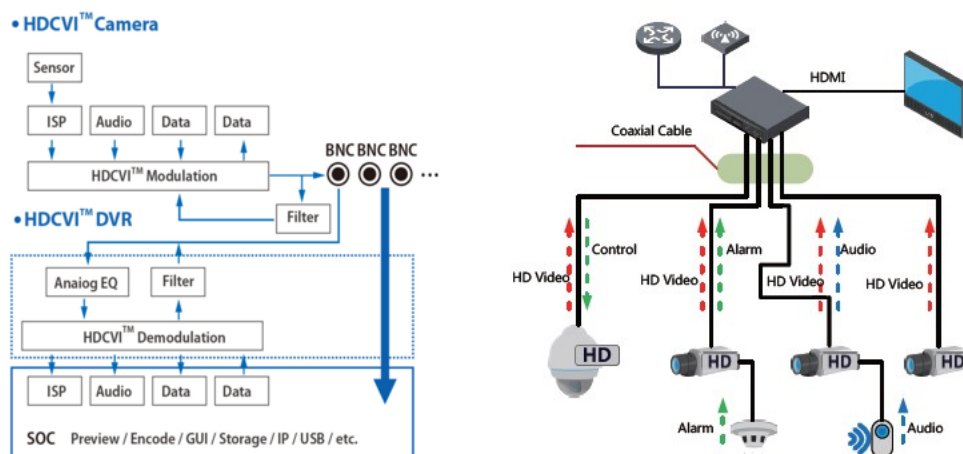 • HDCVI™ Camera
Sensor
ISP Audio Data Data
HDCVI™ Modulation
BNC BNC BNC
...
Filter
• HDCVI™ DVR
Anaiog EQ Filter
HDCVI™ Demodulation
ISP Audio Data Data
SOC Preview / Encode / GUI / Storage / IP / USB / etc.
HDMI
Coaxial Cable
Control
HD Video
Alarm
HD Video
Audio
HD Video
HD Video
HD
HD
HD
HD
Alarm
Audio